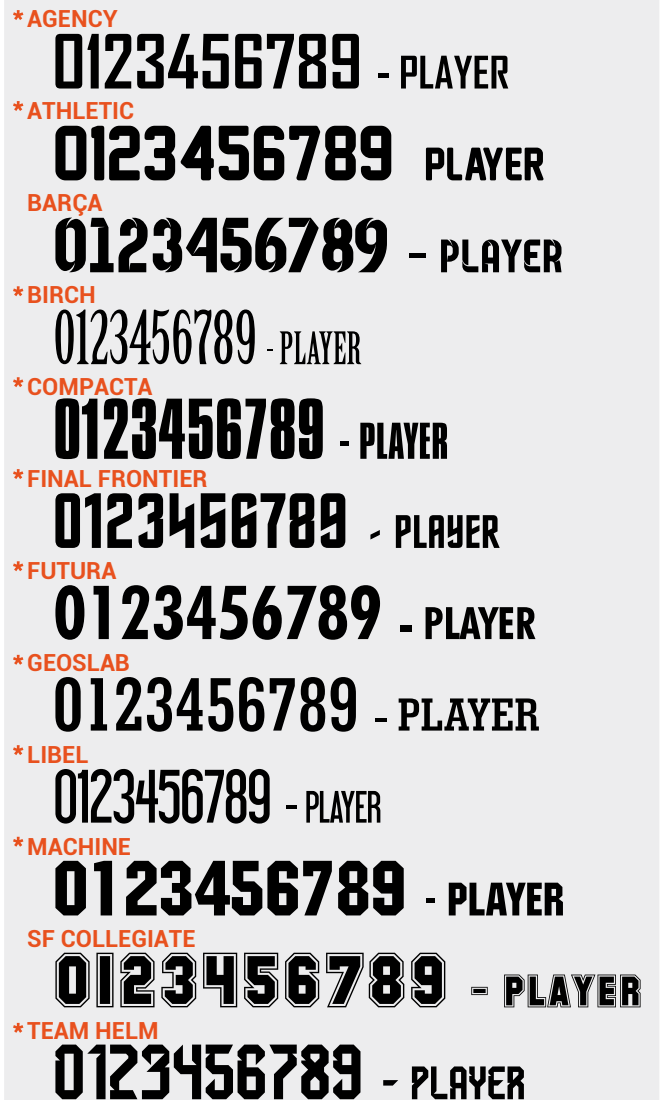 *AGENCY
0123456789 - PLAYER
*ATHLETIC
0123456789 PLAYER
BARÇA
0123456789 - PLAYER
*BIRCH
0123456789 - PLAYER
*COMPACTA
0123456789 - PLAYER
*FINAL FRONTIER
0123456789 - PLAYER
*FUTURA
0123456789 - PLAYER
*GEOSLAB
0123456789 - PLAYER
*LIBEL
0123456789 - PLAYER
*MACHINE
0123456789 - PLAYER
SF COLLEGIATE
0123456789 - PLAYER
*TEAM HELM
0123456789 - PLAYER